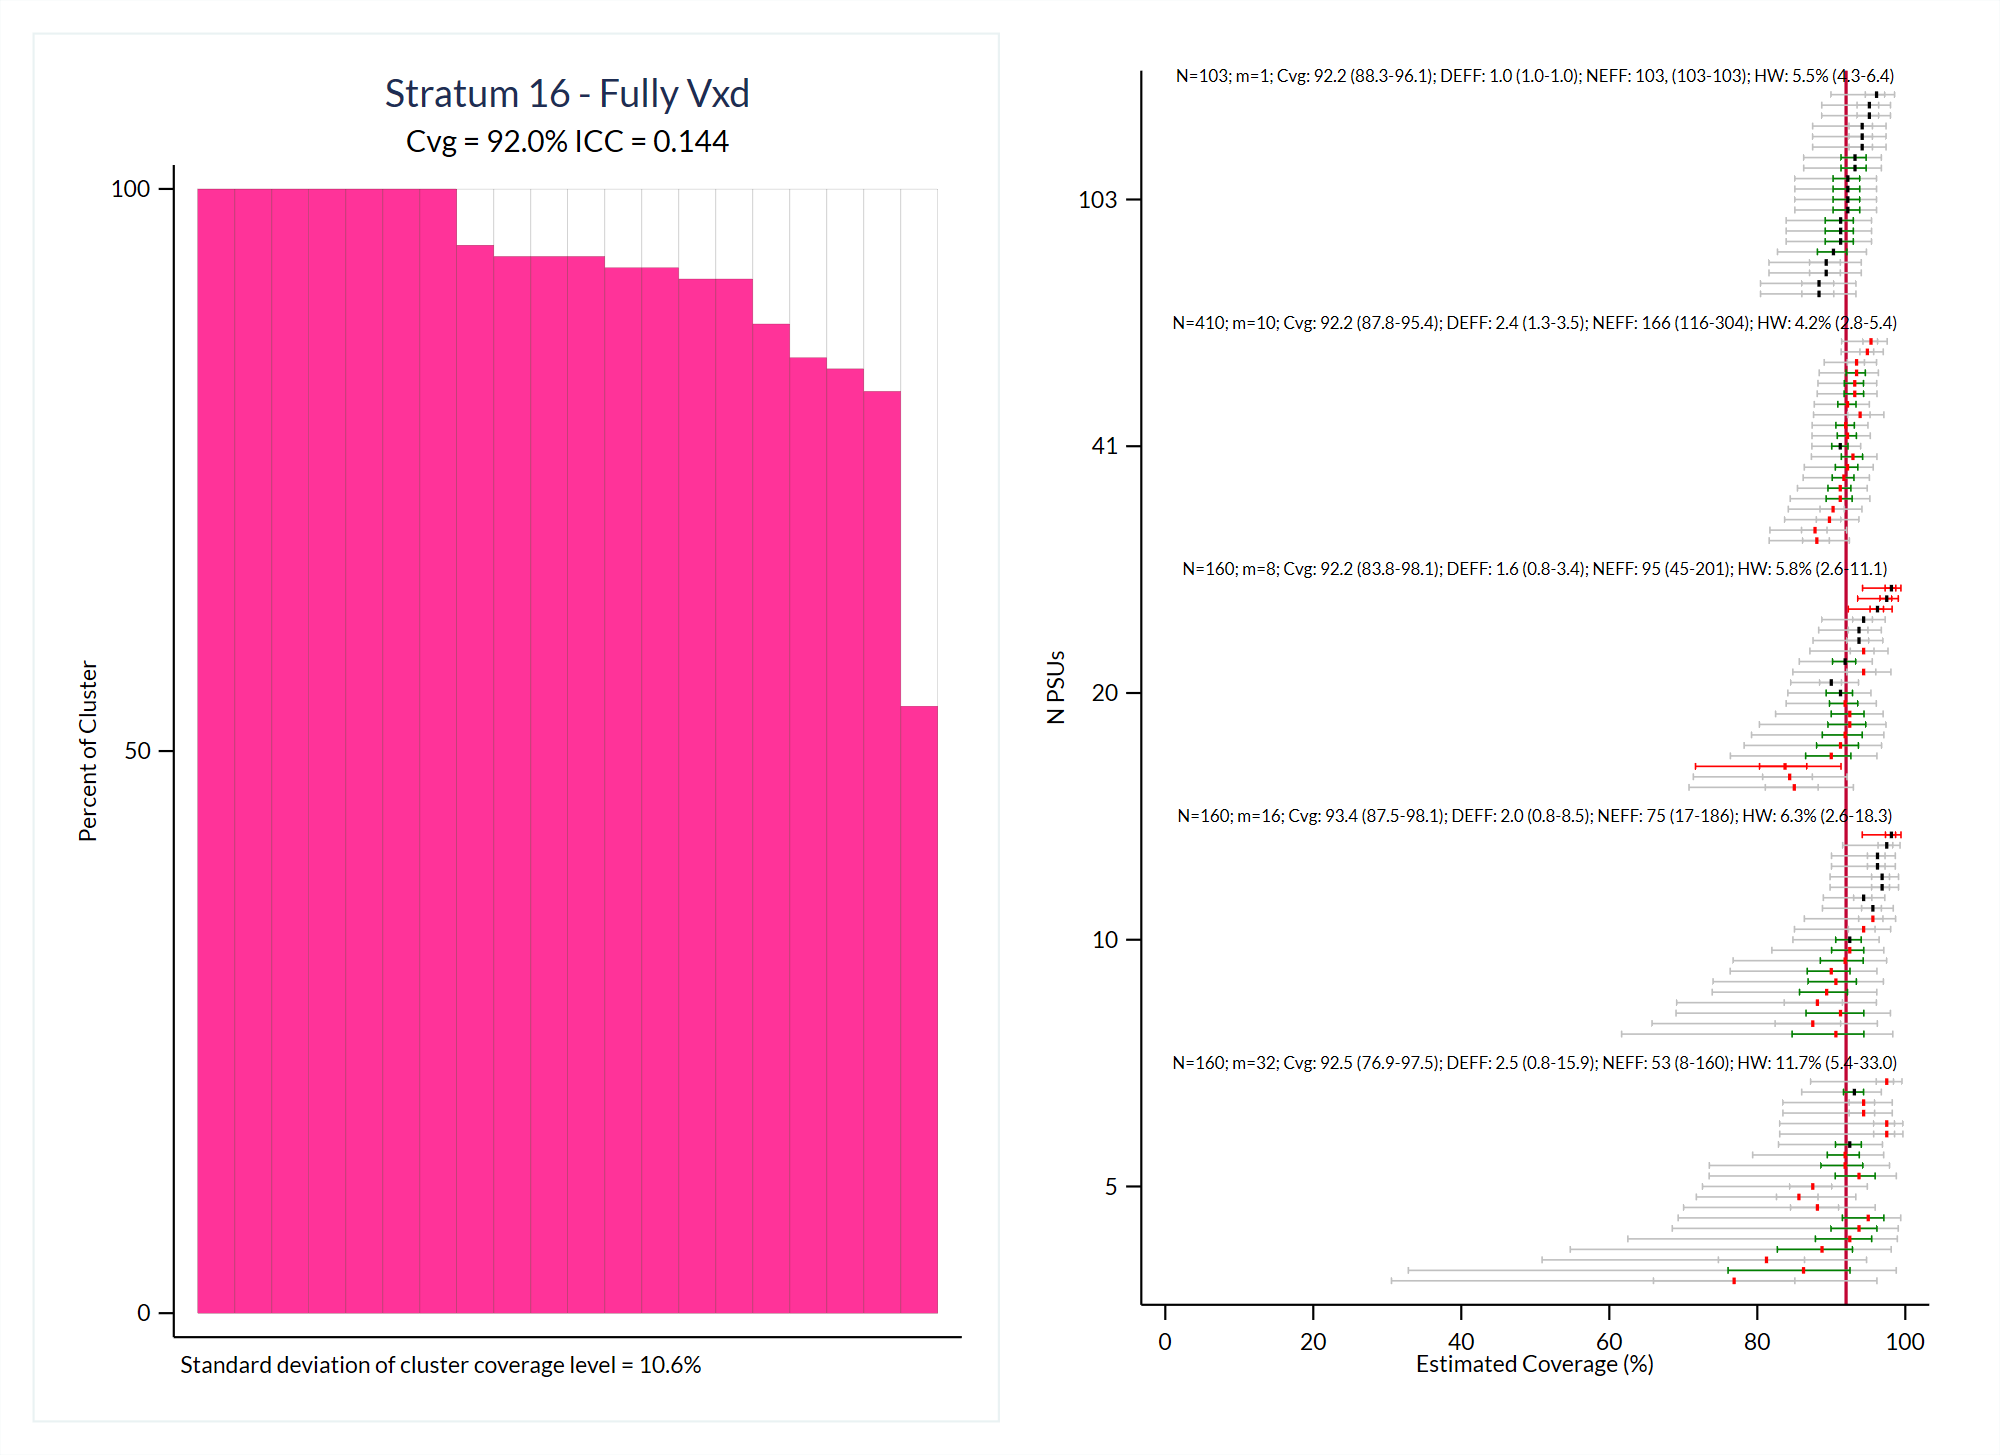 Stratum 16 - Fully Vxd
Cvg = 92.0% ICC = 0.144
100
50
0
Percent of Cluster
Standard deviation of cluster coverage level = 10.6%
N=103; m=1; Cvg: 92.2 (88.3-96.1); DEFF: 1.0 (1.0-1.0); NEFF: 103, (103-103); HW: 5.5% (4.3-6.4)
103
N=410; m=10; Cvg: 92.2 (87.8-95.4); DEFF: 2.4 (1.3-3.5); NEFF: 166 (116-304); HW: 4.2% (2.8-5.4)
41
N=160; m=8; Cvg: 92.2 (83.8-98.1); DEFF: 1.6 (0.8-3.4); NEFF: 95 (45-201); HW: 5.8% (2.6-11.1)
20
N=160; m=16; Cvg: 93.4 (87.5-98.1); DEFF: 2.0 (0.8-8.5); NEFF: 75 (17-186); HW: 6.3% (2.6-18.3)
10
N=160; m=32; Cvg: 92.5 (76.9-97.5); DEFF: 2.5 (0.8-15.9); NEFF: 53 (8-160); HW: 11.7% (5.4-33.0)
5
N PSUs
0 20 40 60 80 100
Estimated Coverage (%)